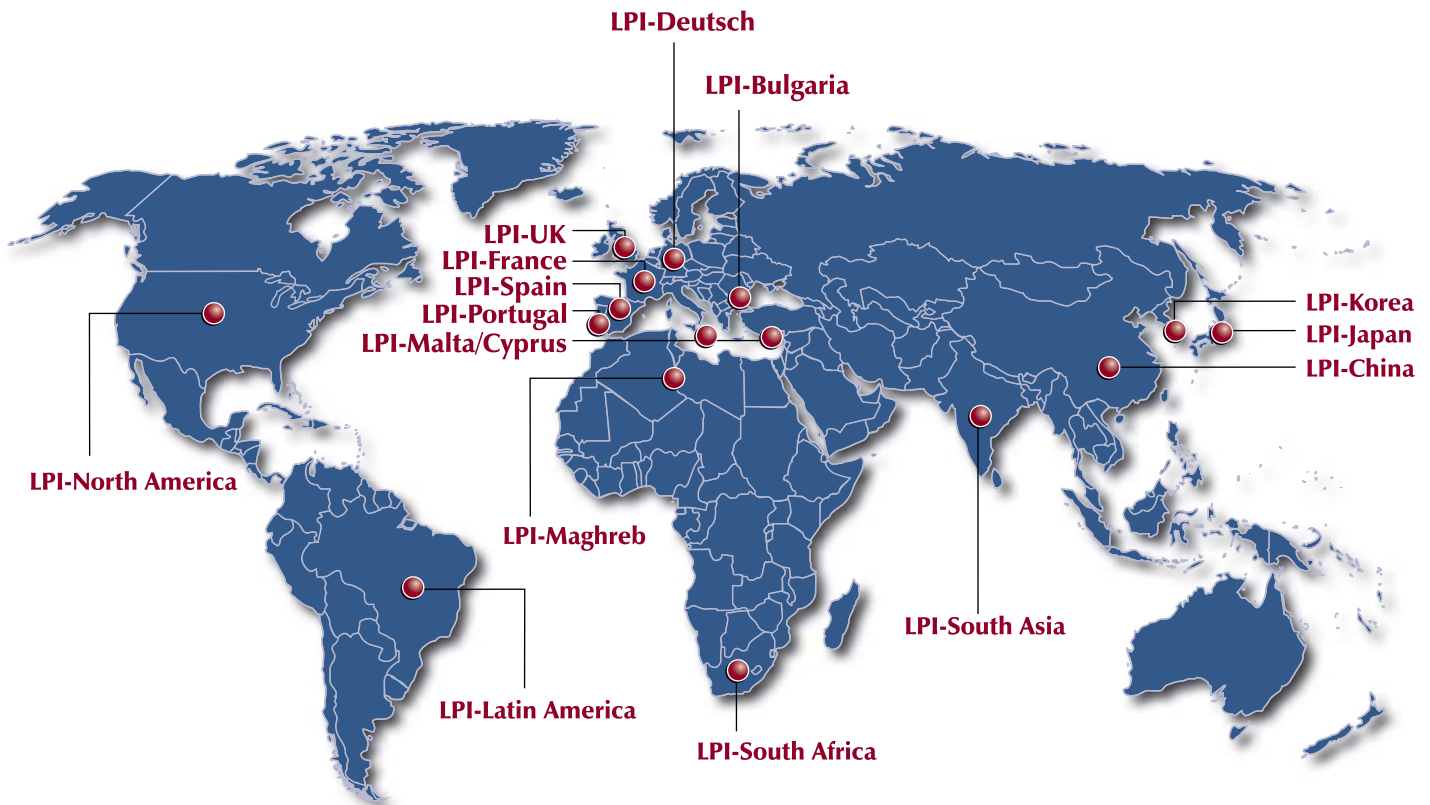 LPI-Deutsch
LPI-Bulgaria
LPI-UK
LPI-France
LPI-Spain
LPI-Portugal
LPI-Malta/Cyprus
LPI-Korea
LPI-Japan
LPI-China
LPI-North America
LPI-Maghreb
LPI-South Asia
LPI-Latin America
LPI-South Africa